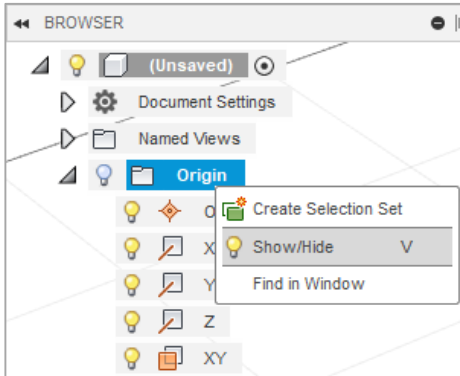 BROWSER
(Unsaved)
Document Settings
Named Views
Origin
O
Create Selection Set
X
Show/Hide V
Y
Find in Window
Z
XY